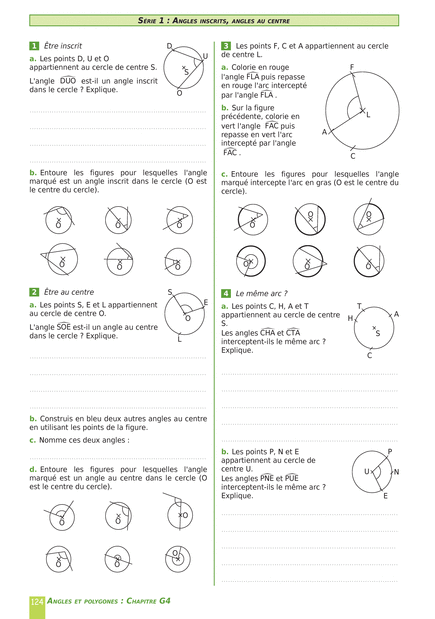 SÉRIE 1 : ANGLES INSCRITS, ANGLES AU CENTRE
1 Être inscrit
a. Les points D, U et O
appartiennent au cercle de centre S.
L'angle DUO est-il un angle inscrit
dans le cercle ? Explique.
D
U
S
O
b. Entoure les figures pour lesquelles l'angle
marqué est un angle inscrit dans le cercle (O est
le centre du cercle).
O
O
O
O
O
O
2 Être au centre
a. Les points S, E et L appartiennent
au cercle de centre O.
L'angle SOE est-il un angle au centre
dans le cercle ? Explique.
S
E
O
L
b. Construis en bleu deux autres angles au centre
en utilisant les points de la figure.
c. Nomme ces deux angles :
d. Entoure les figures pour lesquelles l'angle
marqué est un angle au centre dans le cercle (O
est le centre du cercle).
O
O
O
O
O
O
3 Les points F, C et A appartiennent au cercle
de centre L.
a. Colorie en rouge
l'angle FLA puis repasse
en rouge l'arc intercepté
par l'angle FLA .
b. Sur la figure
précédente, colorie en
vert l'angle FAC puis
repasse en vert l'arc
intercepté par l'angle
FAC .
F
L
A
C
c. Entoure les figures pour lesquelles l'angle
marqué intercepte l'arc en gras (O est le centre du
cercle).
O
O
O
O
O
O
4 Le même arc ?
a. Les points C, H, A et T
appartiennent au cercle de centre
S.
Les angles CHA et CTA
interceptent-ils le même arc ?
Explique.
T
H
A
S
C
b. Les points P, N et E
appartiennent au cercle de
centre U.
Les angles PNE et PUE
interceptent-ils le même arc ?
Explique.
P
U
N
E
124 ANGLES ET POLYGONES : CHAPITRE G4